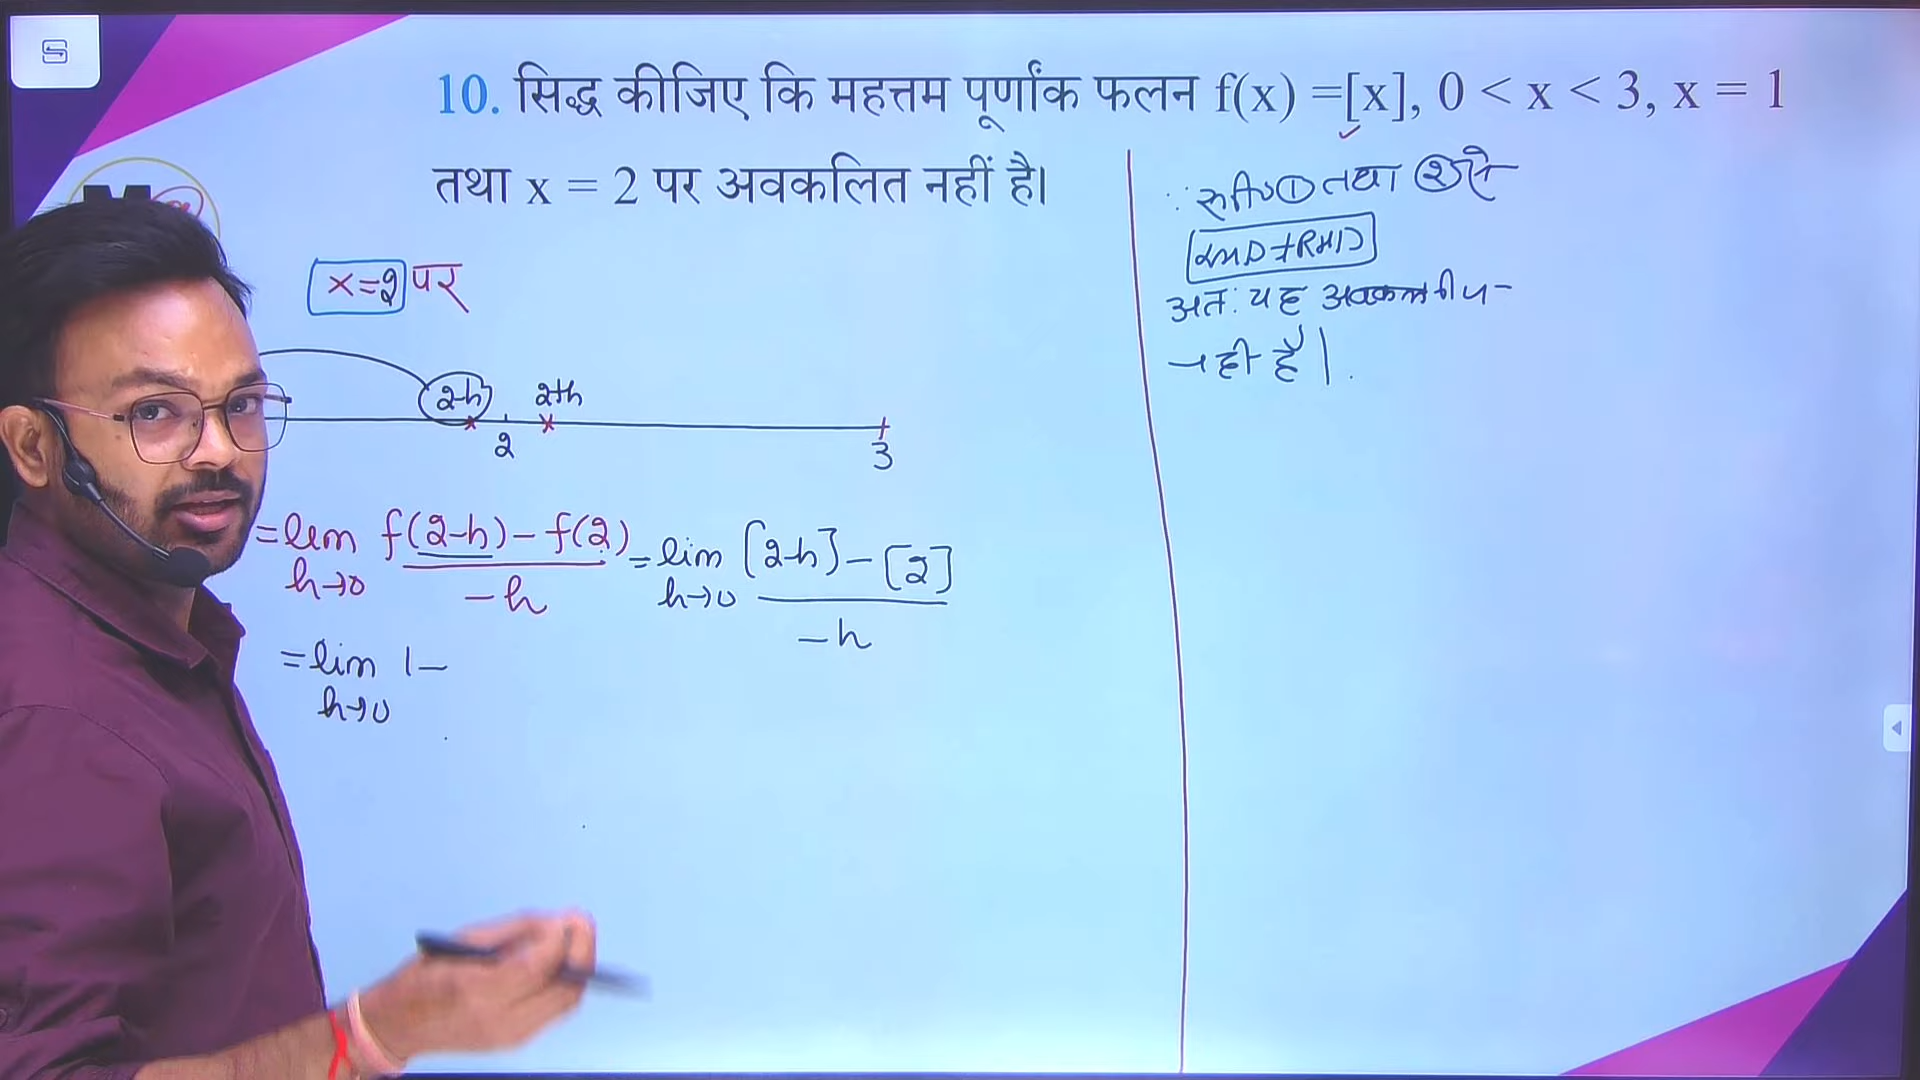 10. सिद्ध कीजिए कि महत्तम पूर्णांक फलन f(x) =[x], 0 < x < 3, x = 1
तथा x = 2 पर अवकलित नहीं है।
x=2 पर
2-h 2+h
2 3
=lim f(2-h)-f(2) =lim [2-h]-[2]
h→0 -h h→0 -h
=lim 1-
h→0
∵ समी० ① तथा ② से
LHD ≠ RHD
अतः यह अवकलनीय
नही है|